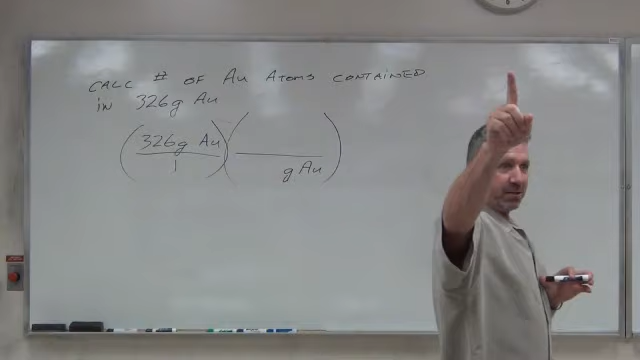 CALC # OF Au ATOMS CONTAINED
IN 326g Au
(326g Au / 1)( / g Au)